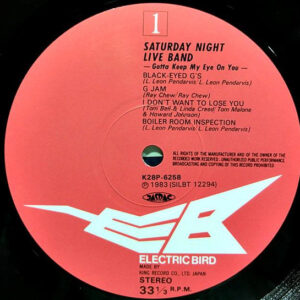 1
SATURDAY NIGHT
LIVE BAND
— Gotta Keep My Eye On You —
BLACK-EYED G'S
(L. Leon Pendarvis/L. Leon Pendarvis)
G JAM
(Ray Chew/Ray Chew)
I DON'T WANT TO LOSE YOU
(Tom Bell & Linda Creed/Tom Malone
& Howard Johnson)
BOILER ROOM INSPECTION
(L. Leon Pendarvis/L. Leon Pendarvis)
ALL RIGHTS OF THE MANUFACTURER AND OF THE OWNER OF THE
RECORDED WORK RESERVED. UNAUTHORIZED PUBLIC PERFORMANCE,
BROADCASTING AND COPYING OF THIS RECORD PROHIBITED
K28P-6258
℗1983 (SILBT 12294)
JASRAC
EB
ELECTRIC BIRD
MADE BY
KING RECORD CO., LTD. JAPAN
STEREO
33 1/3 R.P.M.